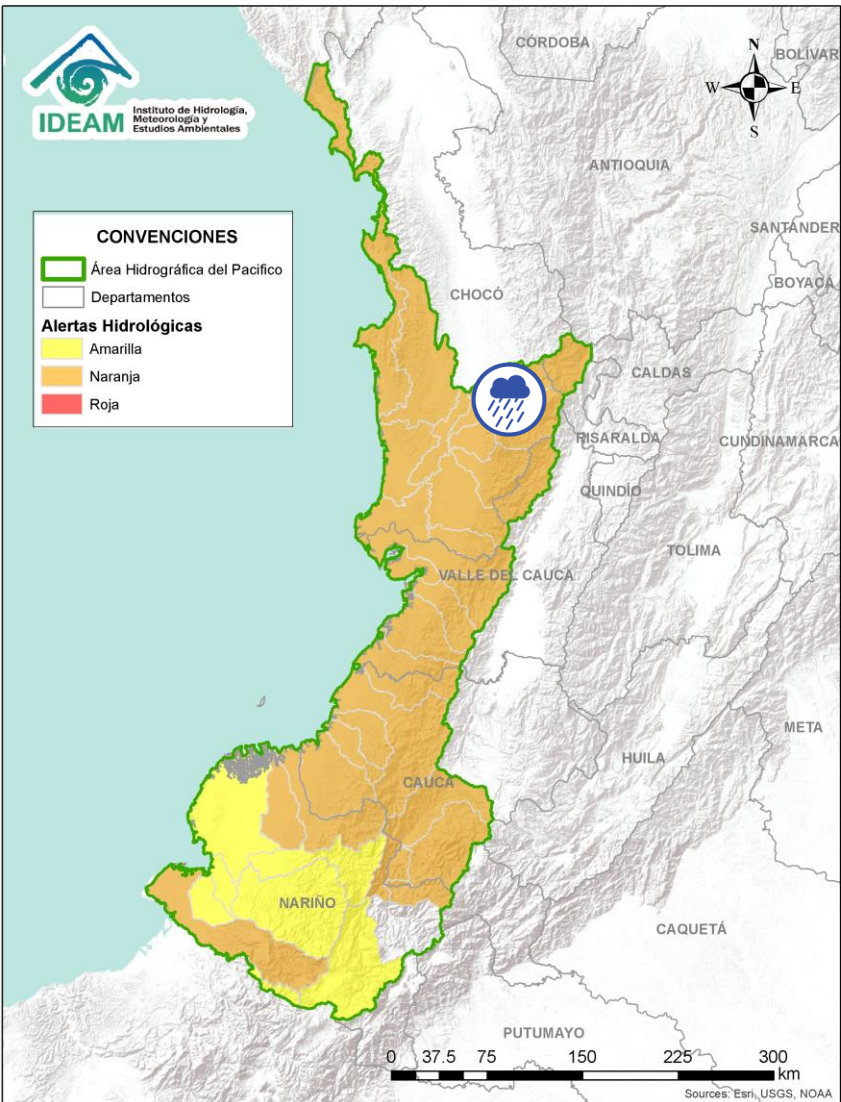 IDEAM
Instituto de Hidrología,
Meteorología y
Estudios Ambientales
N
W
E
S
CÓRDOBA
BOLIVAR
ANTIOQUIA
SANTANDER
BOYACÁ
CHOCÓ
CALDAS
RISARALDA
CUNDINAMARCA
QUINDÍO
TOLIMA
VALLE DEL CAUCA
META
HUILA
CAUCA
NARIÑO
CAQUETÁ
PUTUMAYO
CONVENCIONES
Área Hidrográfica del Pacifico
Departamentos
Alertas Hidrológicas
Amarilla
Naranja
Roja
0 37.5 75 150 225 300
km
Sources: Esri, USGS, NOAA